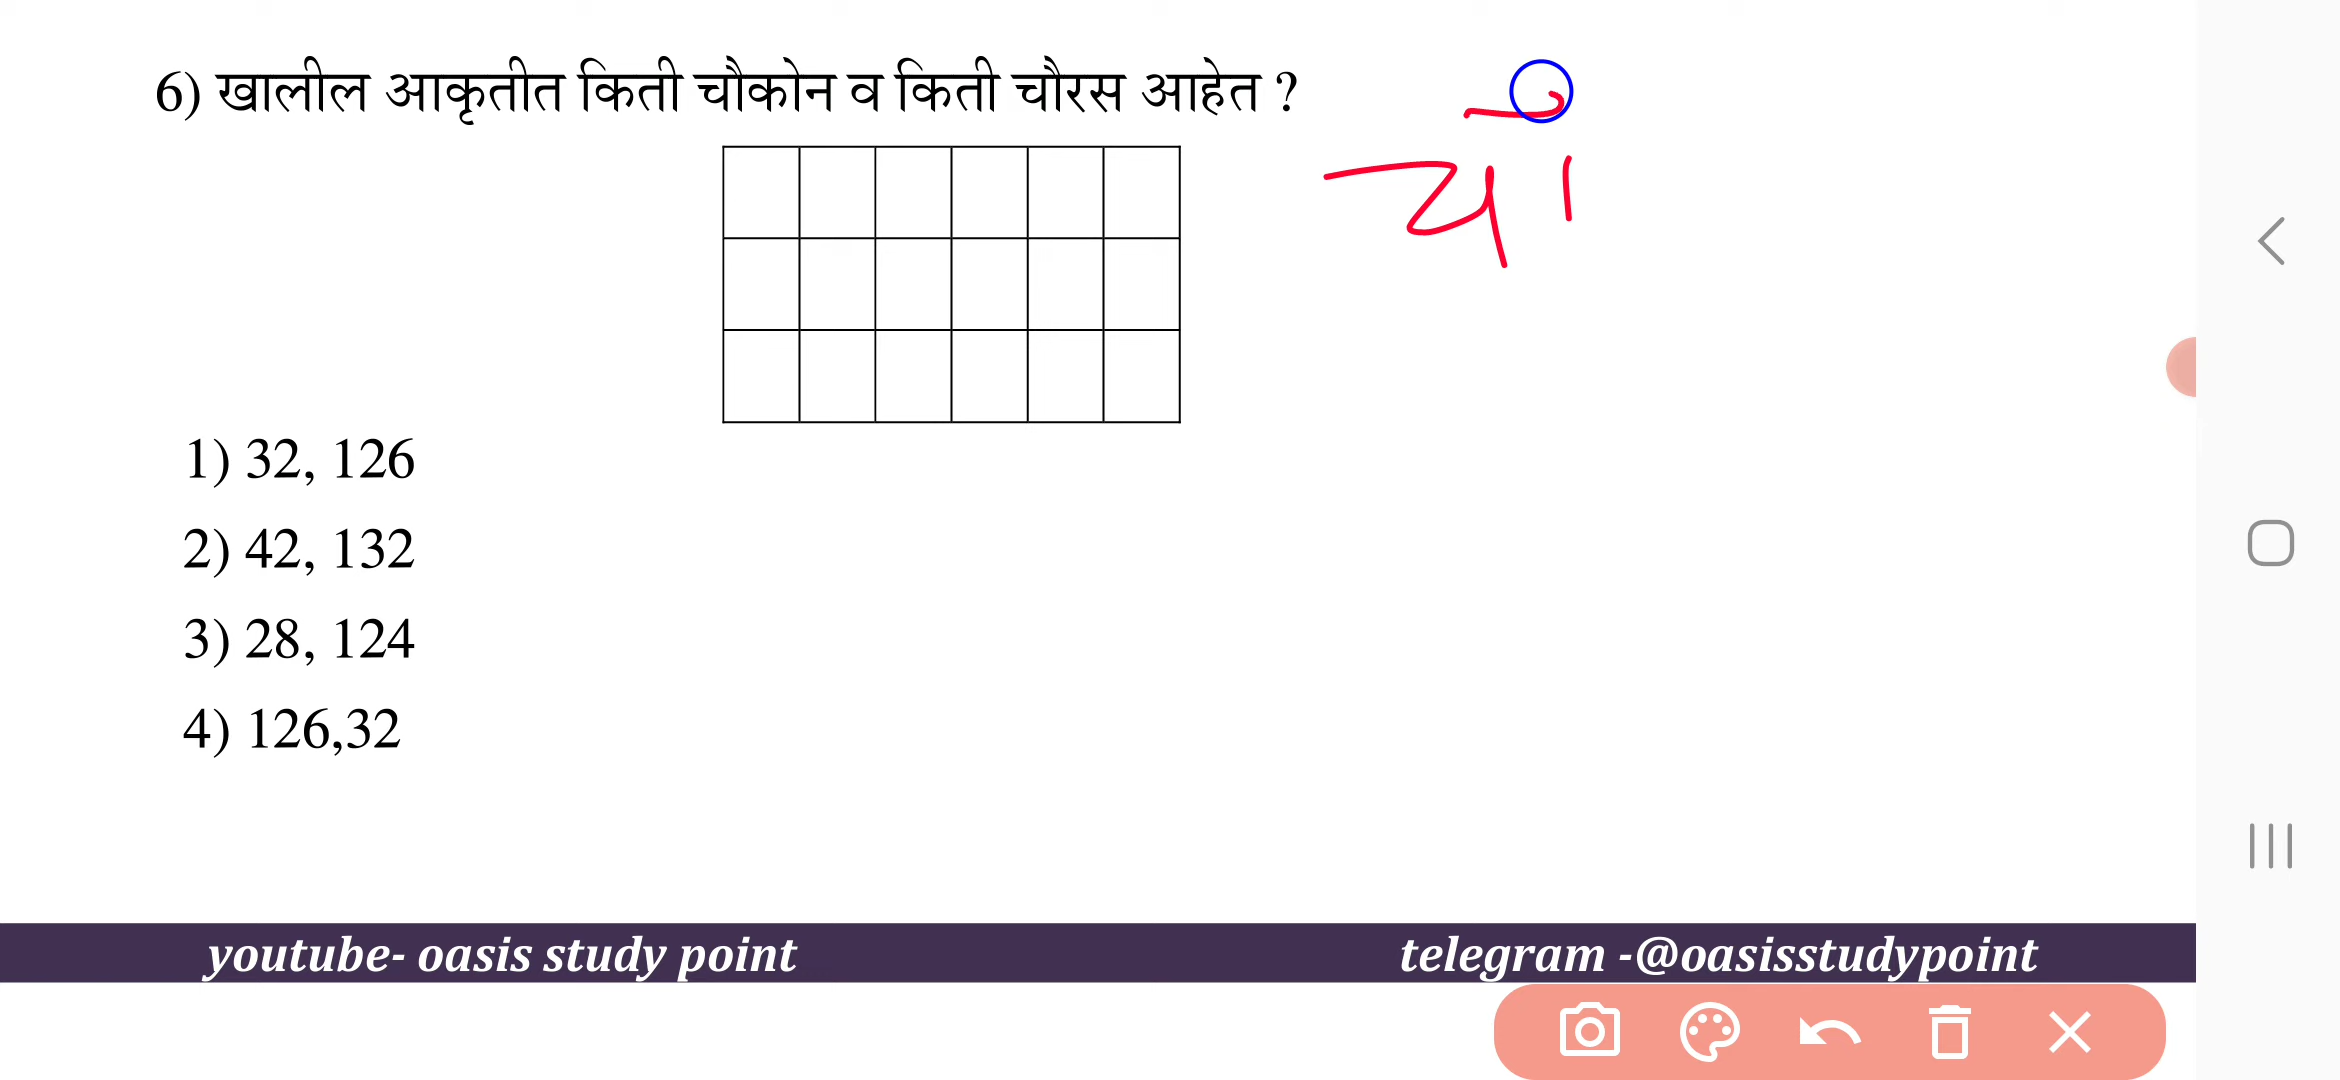 6) खालील आकृतीत किती चौकोन व किती चौरस आहेत ?
1) 32, 126
2) 42, 132
3) 28, 124
4) 126,32
youtube- oasis study point
telegram -@oasisstudypoint